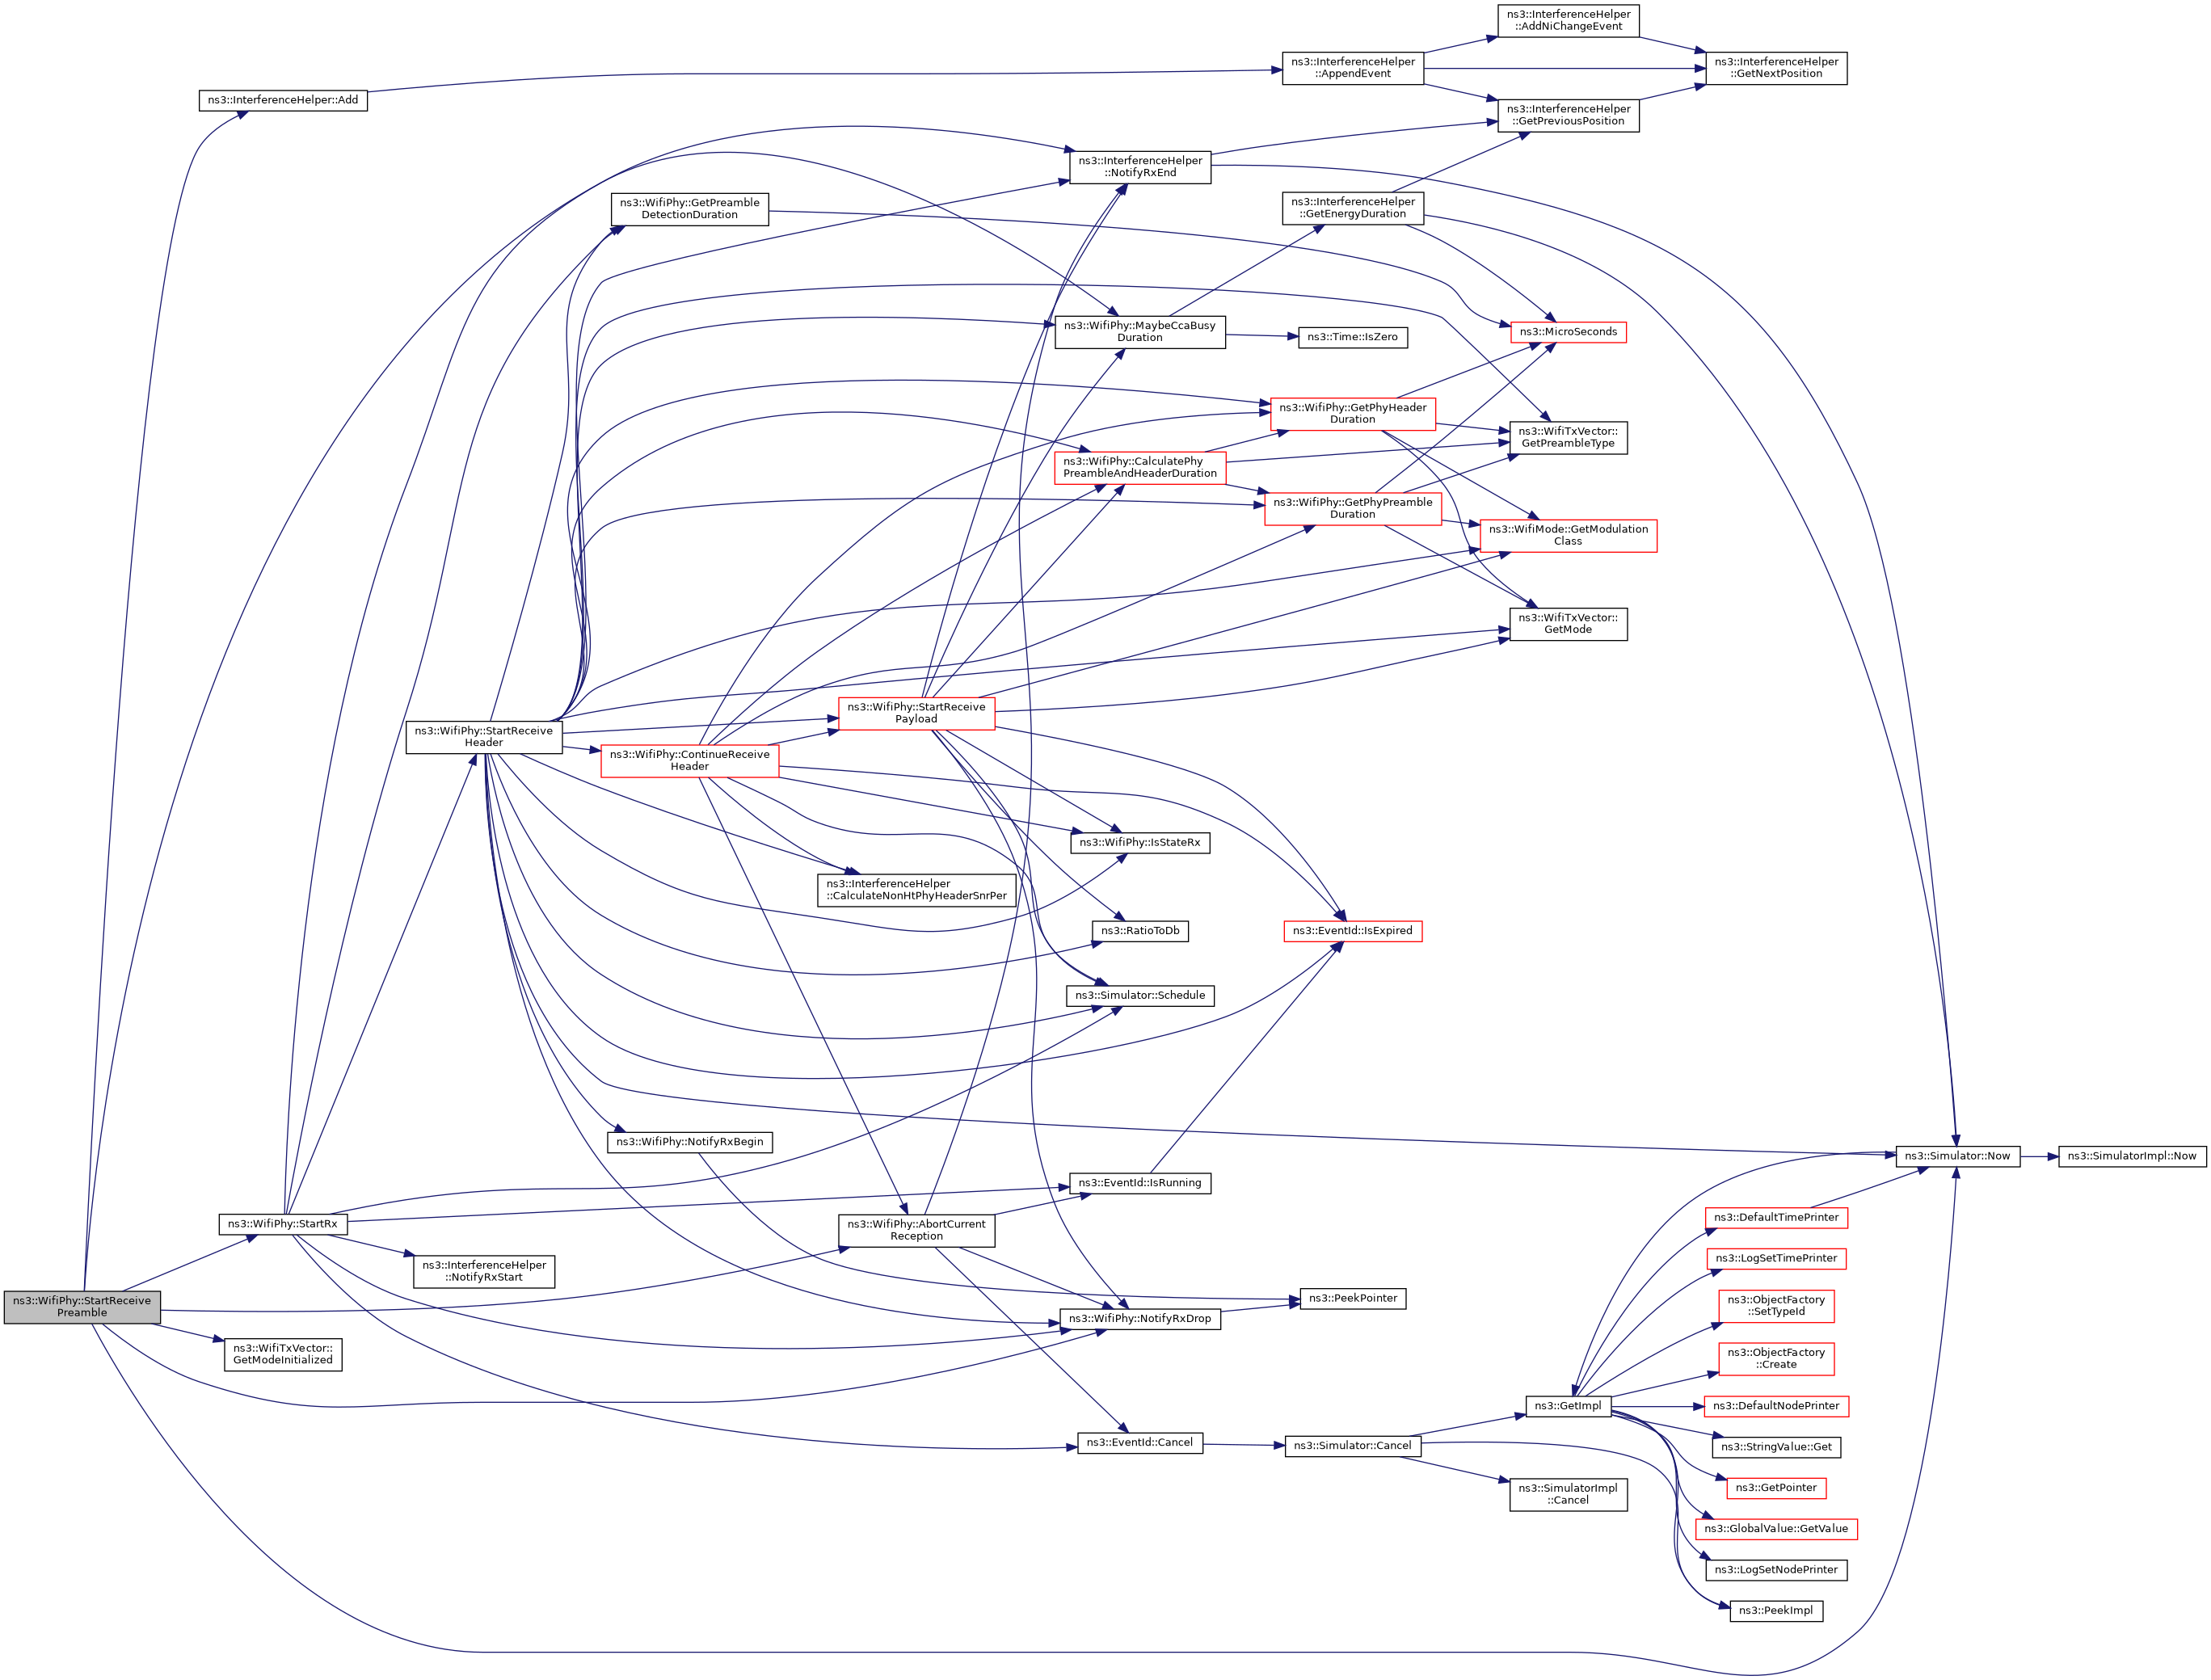 ns3::InterferenceHelper
::AddNiChangeEvent
ns3::InterferenceHelper
::AppendEvent
ns3::InterferenceHelper
::GetNextPosition
ns3::InterferenceHelper::Add
ns3::InterferenceHelper
::GetPreviousPosition
ns3::InterferenceHelper
::NotifyRxEnd
ns3::WifiPhy::GetPreamble
DetectionDuration
ns3::InterferenceHelper
::GetEnergyDuration
ns3::WifiPhy::MaybeCcaBusy
Duration
ns3::Time::IsZero
ns3::MicroSeconds
ns3::WifiPhy::GetPhyHeader
Duration
ns3::WifiTxVector::
GetPreambleType
ns3::WifiPhy::CalculatePhy
PreambleAndHeaderDuration
ns3::WifiPhy::GetPhyPreamble
Duration
ns3::WifiMode::GetModulation
Class
ns3::WifiTxVector::
GetMode
ns3::WifiPhy::StartReceive
Header
ns3::WifiPhy::StartReceive
Payload
ns3::WifiPhy::ContinueReceive
Header
ns3::WifiPhy::IsStateRx
ns3::InterferenceHelper
::CalculateNonHtPhyHeaderSnrPer
ns3::RatioToDb
ns3::EventId::IsExpired
ns3::Simulator::Schedule
ns3::WifiPhy::NotifyRxBegin
ns3::Simulator::Now
ns3::SimulatorImpl::Now
ns3::EventId::IsRunning
ns3::WifiPhy::StartRx
ns3::WifiPhy::AbortCurrent
Reception
ns3::DefaultTimePrinter
ns3::LogSetTimePrinter
ns3::InterferenceHelper
::NotifyRxStart
ns3::WifiPhy::StartReceive
Preamble
ns3::PeekPointer
ns3::WifiPhy::NotifyRxDrop
ns3::ObjectFactory
::SetTypeId
ns3::WifiTxVector::
GetModeInitialized
ns3::ObjectFactory
::Create
ns3::GetImpl
ns3::DefaultNodePrinter
ns3::EventId::Cancel
ns3::Simulator::Cancel
ns3::StringValue::Get
ns3::SimulatorImpl
::Cancel
ns3::GetPointer
ns3::GlobalValue::GetValue
ns3::LogSetNodePrinter
ns3::PeekImpl